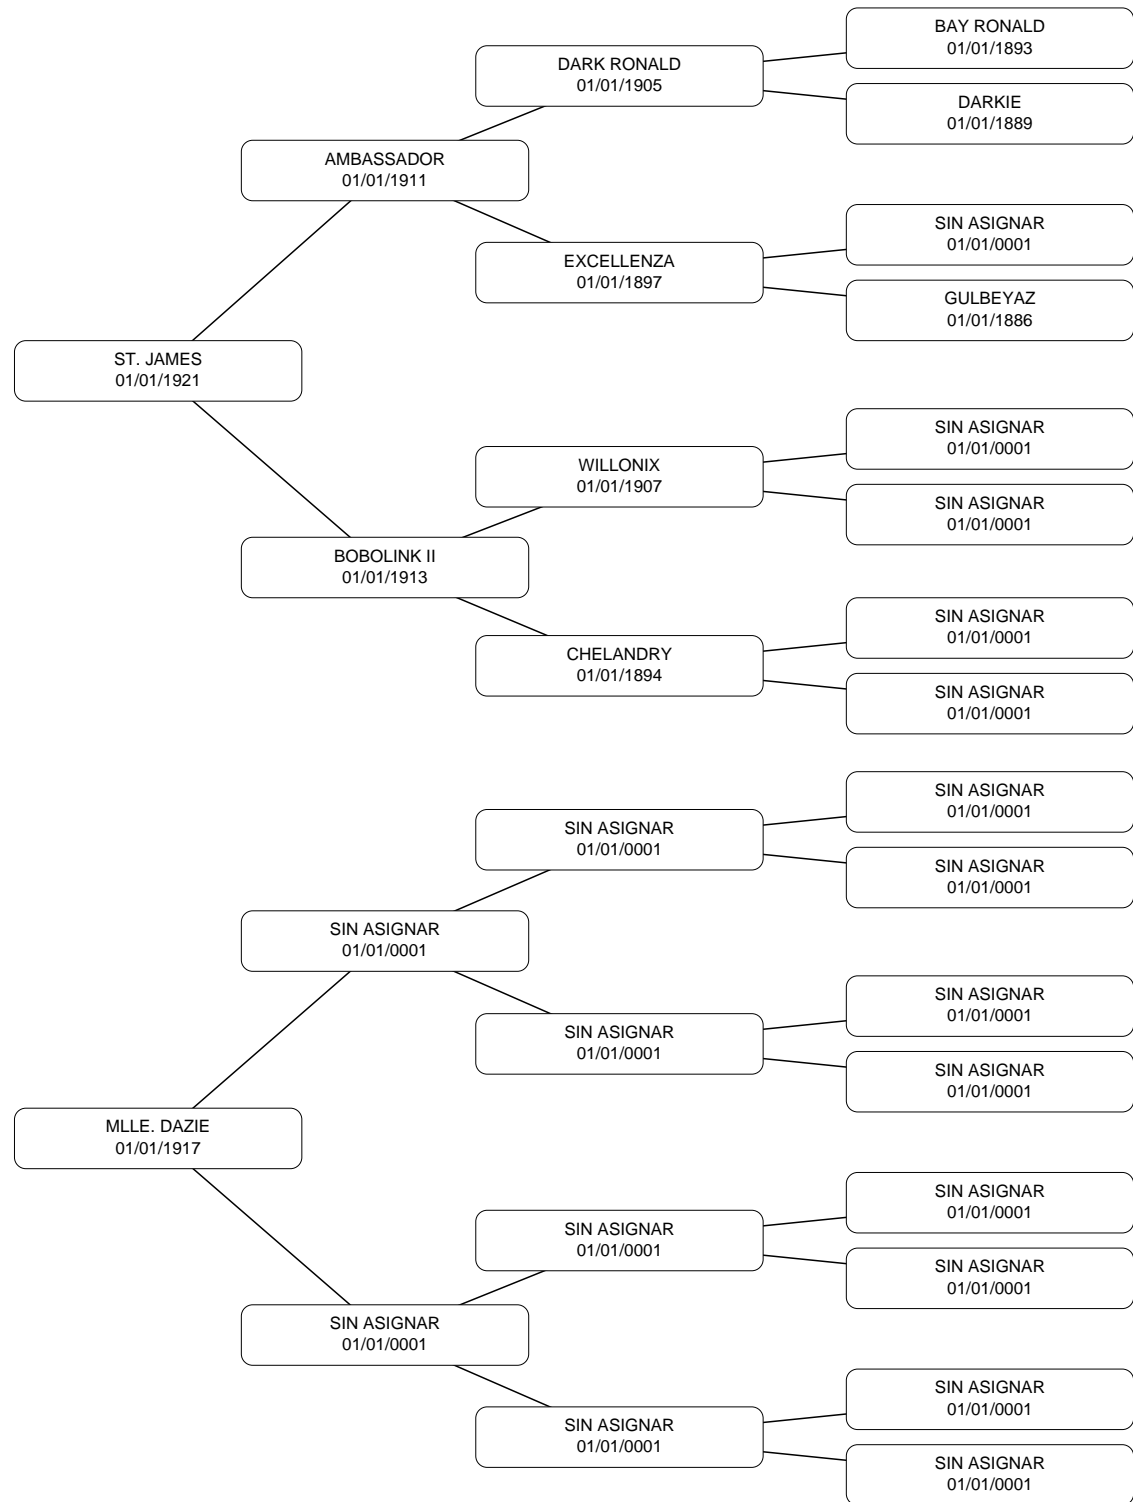 BAY RONALD
01/01/1893
DARK RONALD
01/01/1905
DARKIE
01/01/1889
AMBASSADOR
01/01/1911
SIN ASIGNAR
01/01/0001
EXCELLENZA
01/01/1897
GULBEYAZ
01/01/1886
ST. JAMES
01/01/1921
SIN ASIGNAR
01/01/0001
WILLONIX
01/01/1907
SIN ASIGNAR
01/01/0001
BOBOLINK II
01/01/1913
SIN ASIGNAR
01/01/0001
CHELANDRY
01/01/1894
SIN ASIGNAR
01/01/0001
SIN ASIGNAR
01/01/0001
SIN ASIGNAR
01/01/0001
SIN ASIGNAR
01/01/0001
SIN ASIGNAR
01/01/0001
SIN ASIGNAR
01/01/0001
SIN ASIGNAR
01/01/0001
SIN ASIGNAR
01/01/0001
MLLE. DAZIE
01/01/1917
SIN ASIGNAR
01/01/0001
SIN ASIGNAR
01/01/0001
SIN ASIGNAR
01/01/0001
SIN ASIGNAR
01/01/0001
SIN ASIGNAR
01/01/0001
SIN ASIGNAR
01/01/0001
SIN ASIGNAR
01/01/0001